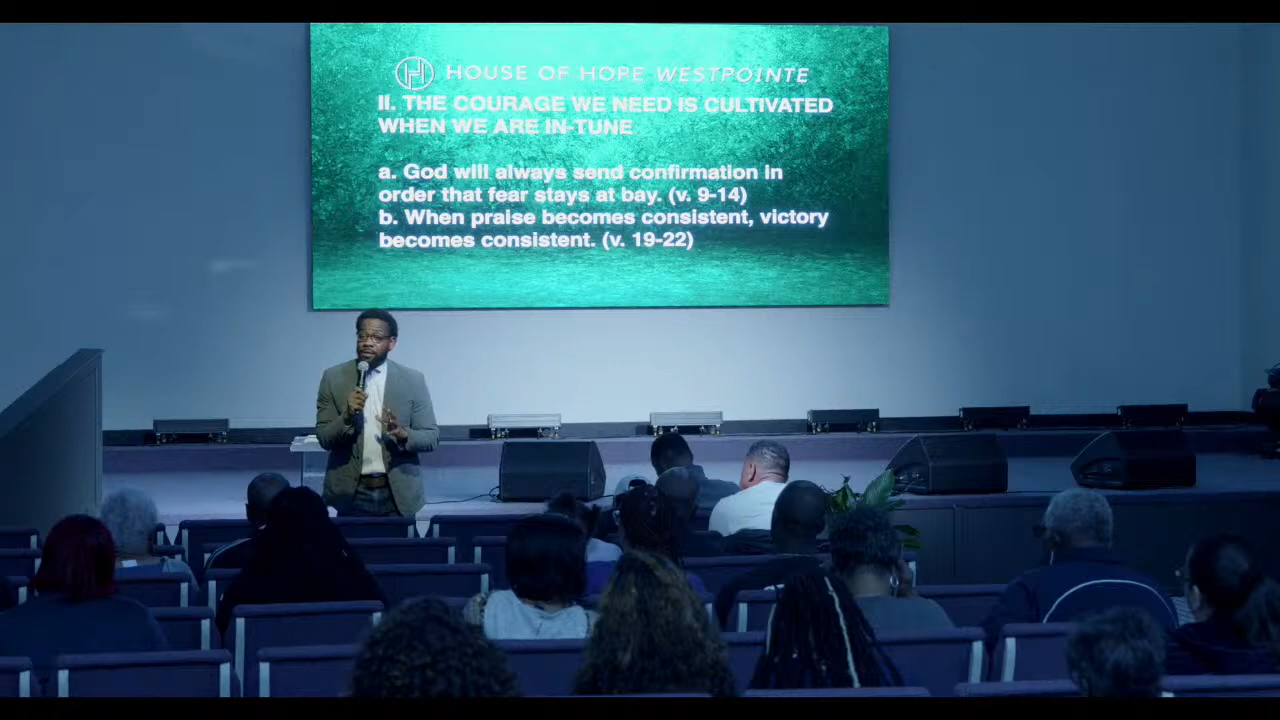 HOUSE OF HOPE WESTPOINTE
II. THE COURAGE WE NEED IS CULTIVATED
WHEN WE ARE IN-TUNE
a. God will always send confirmation in
order that fear stays at bay. (v. 9-14)
b. When praise becomes consistent, victory
becomes consistent. (v. 19-22)